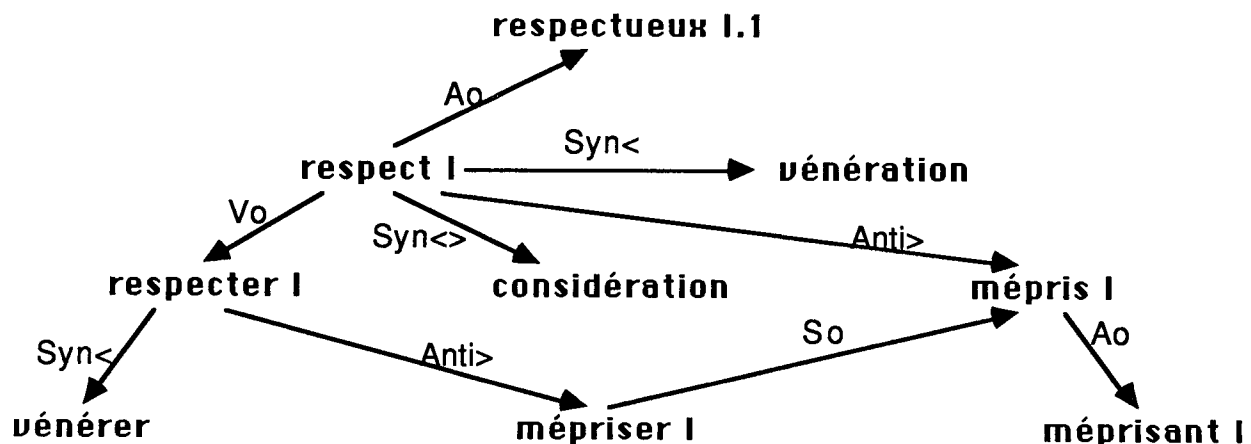 respectueux I.1
Ao
Syn<
respect I
vénération
Vo
Syn<>
Anti>
respecter I
considération
mépris I
So
Ao
Syn<
Anti>
vénérer
mépriser I
méprisant I